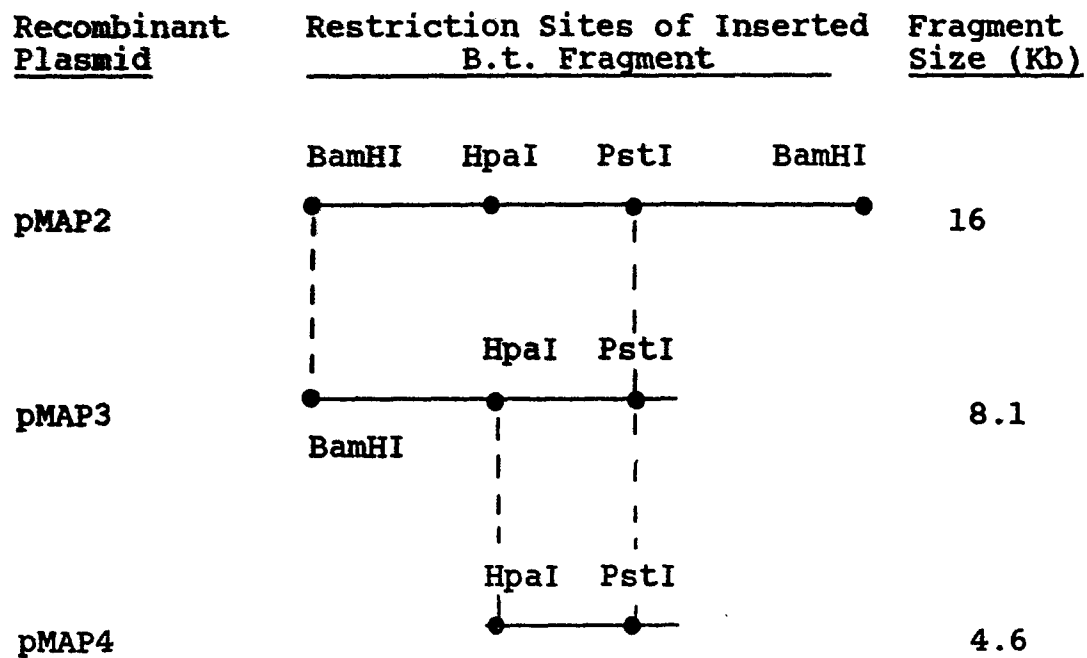 Recombinant Restriction Sites of Inserted Fragment
Plasmid B.t. Fragment Size (Kb)
BamHI HpaI PstI BamHI
pMAP2 16
HpaI PstI
pMAP3 8.1
BamHI
HpaI PstI
pMAP4 4.6